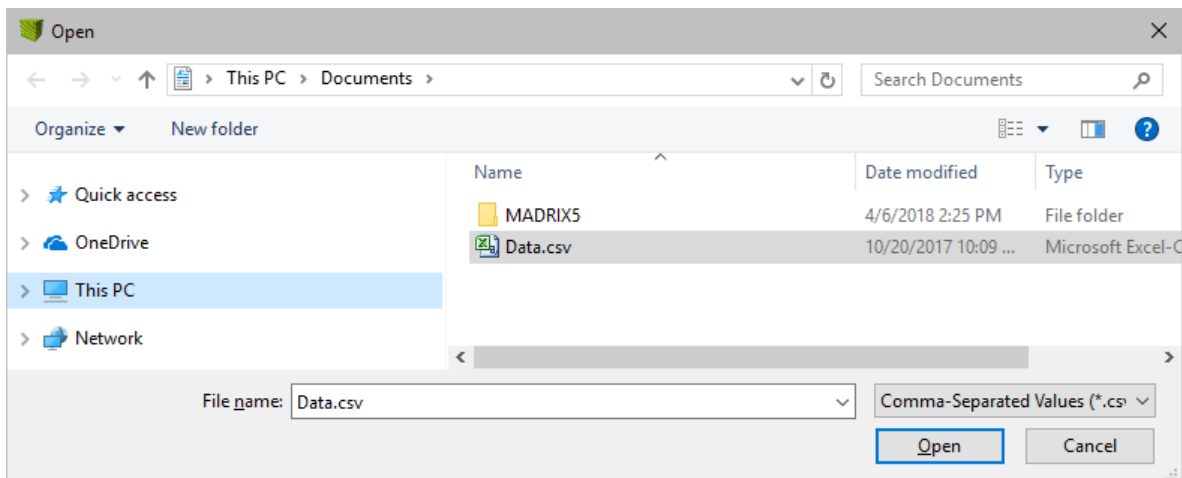 Open
This PC > Documents >
Search Documents
Organize New folder
Name Date modified Type
Quick access
OneDrive
This PC
Network
MADRIX5 4/6/2018 2:25 PM File folder
Data.csv 10/20/2017 10:09 ... Microsoft Excel-C
File name: Data.csv Comma-Separated Values (*.csv
Open Cancel